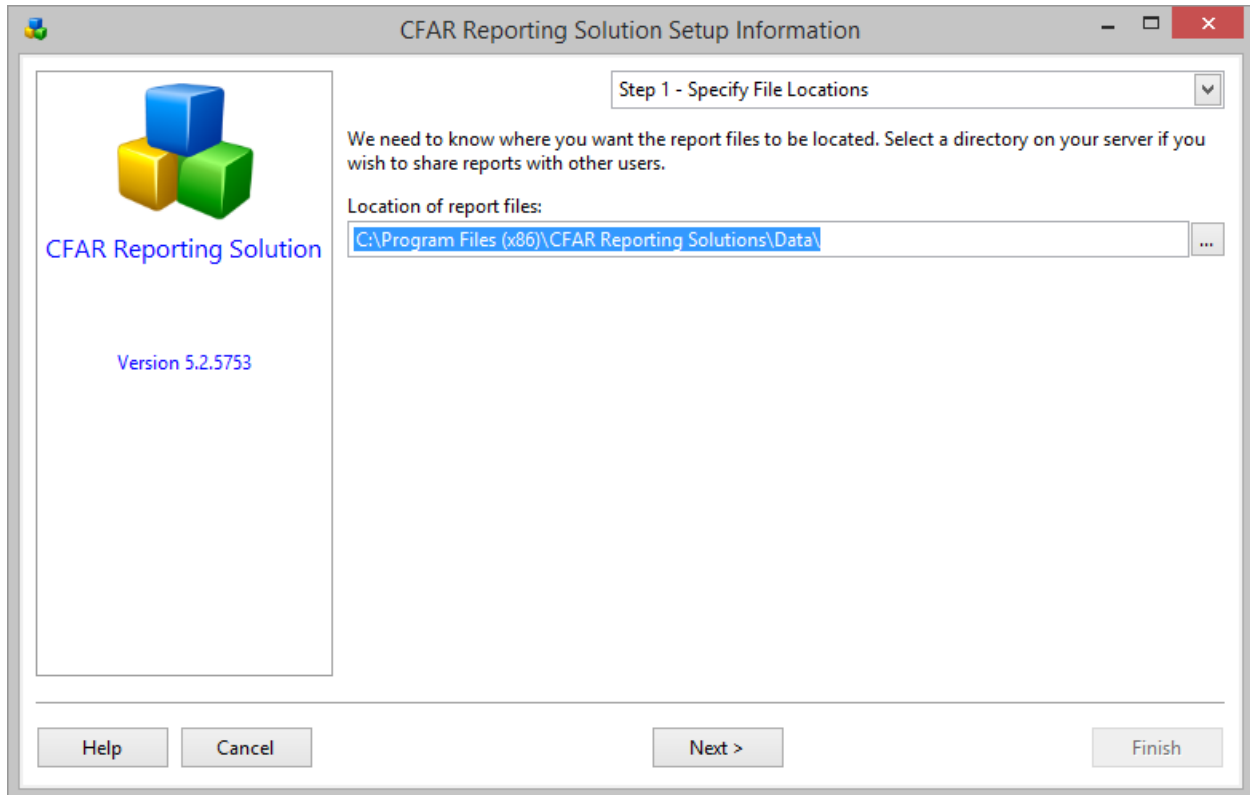 CFAR Reporting Solution Setup Information
Step 1 - Specify File Locations
We need to know where you want the report files to be located. Select a directory on your server if you
wish to share reports with other users.
Location of report files:
C:\Program Files (x86)\CFAR Reporting Solutions\Data\
...
CFAR Reporting Solution
Version 5.2.5753
Help
Cancel
Next >
Finish